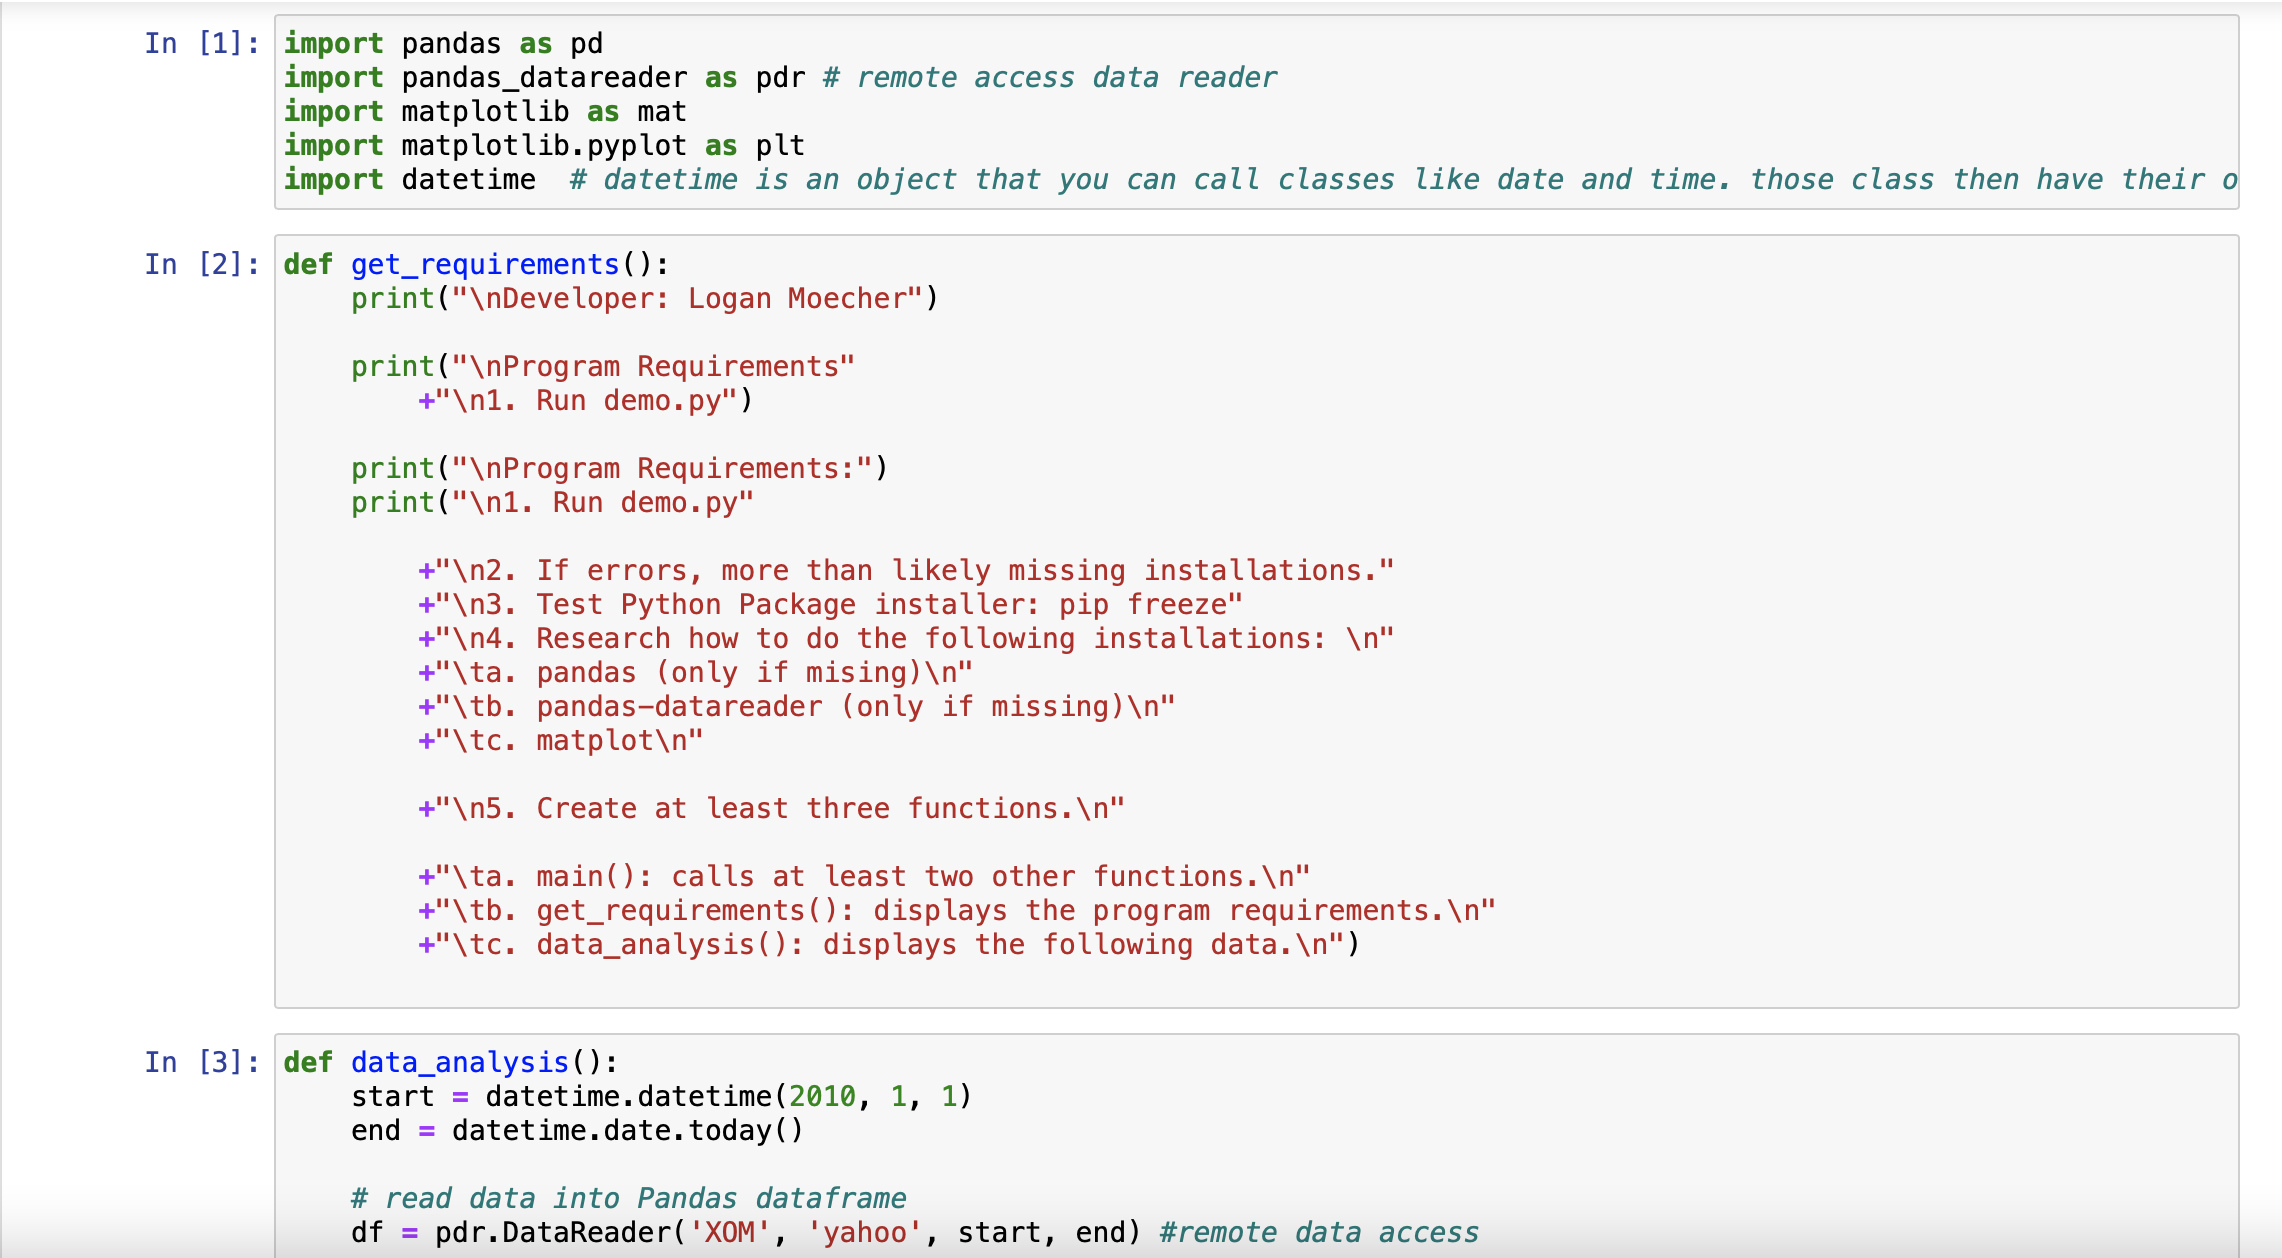 In [1]: import pandas as pd
import pandas_datareader as pdr # remote access data reader
import matplotlib as mat
import matplotlib.pyplot as plt
import datetime  # datetime is an object that you can call classes like date and time. those class then have their o
In [2]: def get_requirements():
    print("\nDeveloper: Logan Moecher")
    print("\nProgram Requirements"
        +"\n1. Run demo.py")
    print("\nProgram Requirements:")
    print("\n1. Run demo.py"
        +"\n2. If errors, more than likely missing installations."
        +"\n3. Test Python Package installer: pip freeze"
        +"\n4. Research how to do the following installations: \n"
        +"\ta. pandas (only if mising)\n"
        +"\tb. pandas-datareader (only if missing)\n"
        +"\tc. matplot\n"
        +"\n5. Create at least three functions.\n"
        +"\ta. main(): calls at least two other functions.\n"
        +"\tb. get_requirements(): displays the program requirements.\n"
        +"\tc. data_analysis(): displays the following data.\n")
In [3]: def data_analysis():
    start = datetime.datetime(2010, 1, 1)
    end = datetime.date.today()
    # read data into Pandas dataframe
    df = pdr.DataReader('XOM', 'yahoo', start, end) #remote data access